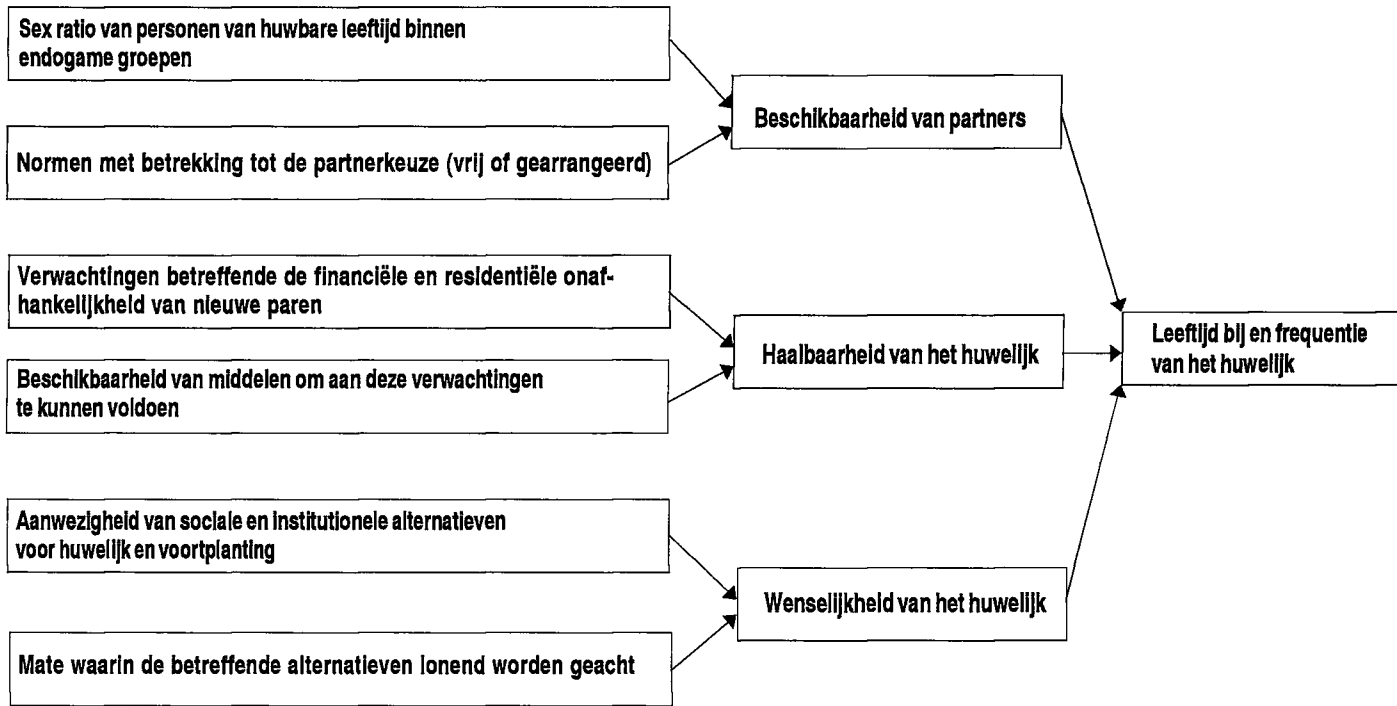 Sex ratio van personen van huwbare leeftijd binnen
endogame groepen
Normen met betrekking tot de partnerkeuze (vrij of gearrangeerd)
Beschikbaarheid van partners
Verwachtingen betreffende de financiële en residentiële onaf-
hankelijkheid van nieuwe paren
Beschikbaarheid van middelen om aan deze verwachtingen
te kunnen voldoen
Haalbaarheid van het huwelijk
Leeftijd bij en frequentie
van het huwelijk
Aanwezigheid van sociale en institutionele alternatieven
voor huwelijk en voortplanting
Mate waarin de betreffende alternatieven lonend worden geacht
Wenselijkheid van het huwelijk